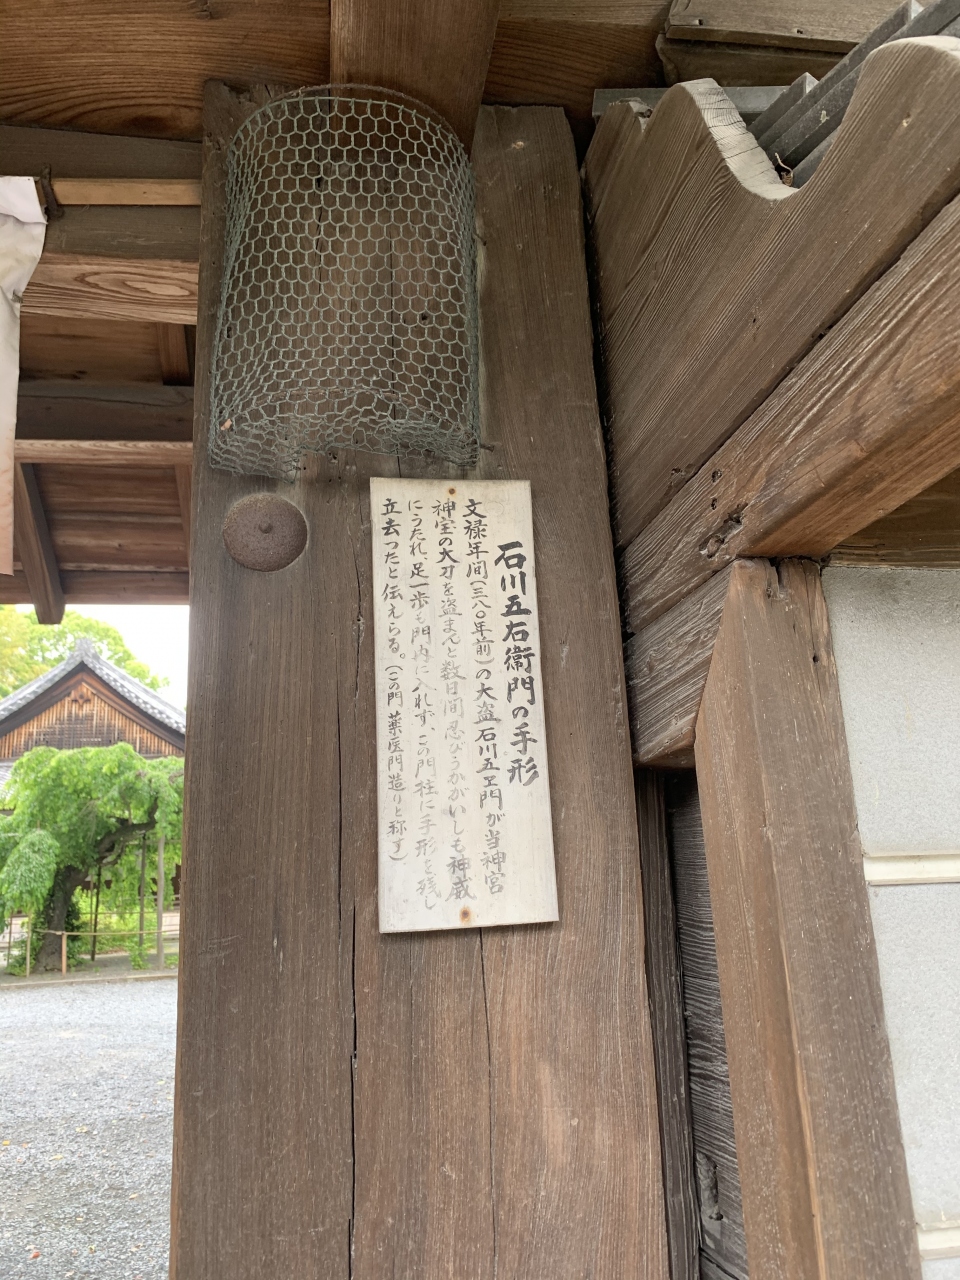 石川五右衛門の手形
文禄年間(三八〇年前)の大盗石川五ヱ門が当神宮
神宝の大刀を盗まんと数日間忍びうかがいしも神威
にうたれ、足一歩も門内に入れず、この門柱に手形を残し
立去ったと伝えらる。(この門 薬医門造りと称す)